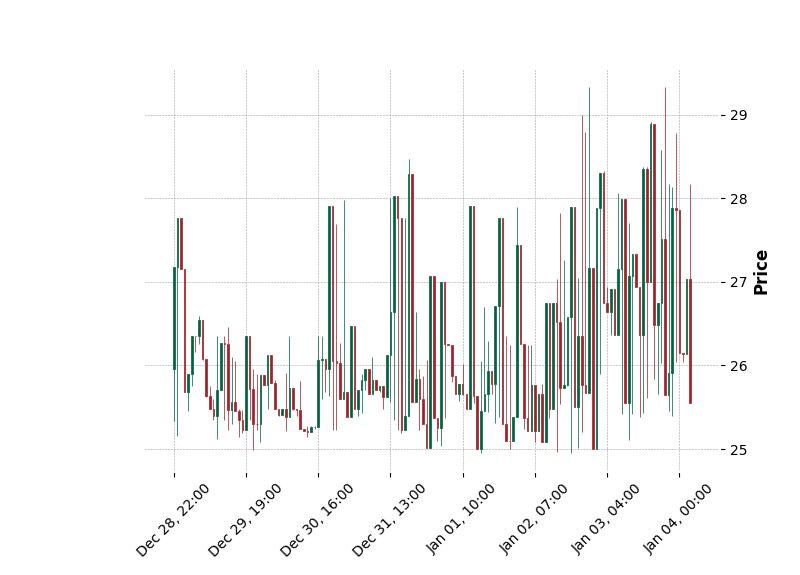 29
28
27
26
25
Price
Dec 28, 22:00
Dec 29, 19:00
Dec 30, 16:00
Dec 31, 13:00
Jan 01, 10:00
Jan 02, 07:00
Jan 03, 04:00
Jan 04, 00:00